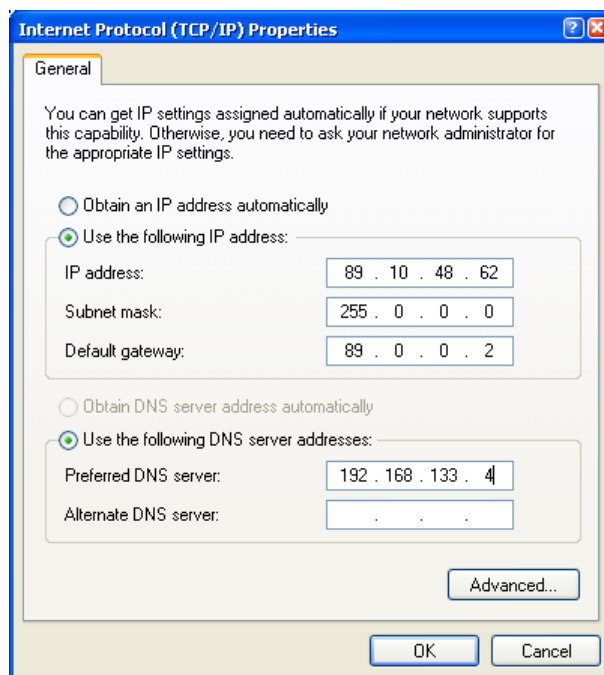 Internet Protocol (TCP/IP) Properties
General
You can get IP settings assigned automatically if your network supports
this capability. Otherwise, you need to ask your network administrator for
the appropriate IP settings.
Obtain an IP address automatically
Use the following IP address:
IP address: 89 . 10 . 48 . 62
Subnet mask: 255 . 0 . 0 . 0
Default gateway: 89 . 0 . 0 . 2
Obtain DNS server address automatically
Use the following DNS server addresses:
Preferred DNS server: 192 . 168 . 133 . 4
Alternate DNS server: . . .
Advanced...
OK Cancel